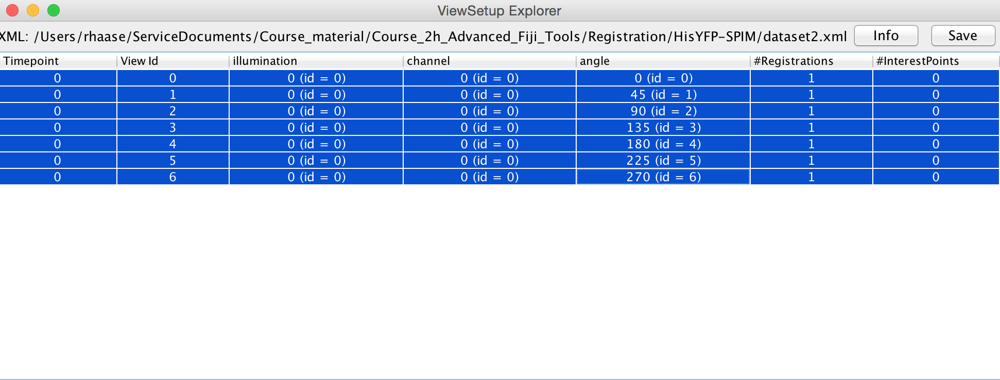 ViewSetup Explorer
XML: /Users/rhaase/ServiceDocuments/Course_material/Course_2h_Advanced_Fiji_Tools/Registration/HisYFP-SPIM/dataset2.xml Info Save
Timepoint View Id illumination channel angle #Registrations #InterestPoints
0 0 0 (id = 0) 0 (id = 0) 0 (id = 0) 1 0
0 1 0 (id = 0) 0 (id = 0) 45 (id = 1) 1 0
0 2 0 (id = 0) 0 (id = 0) 90 (id = 2) 1 0
0 3 0 (id = 0) 0 (id = 0) 135 (id = 3) 1 0
0 4 0 (id = 0) 0 (id = 0) 180 (id = 4) 1 0
0 5 0 (id = 0) 0 (id = 0) 225 (id = 5) 1 0
0 6 0 (id = 0) 0 (id = 0) 270 (id = 6) 1 0